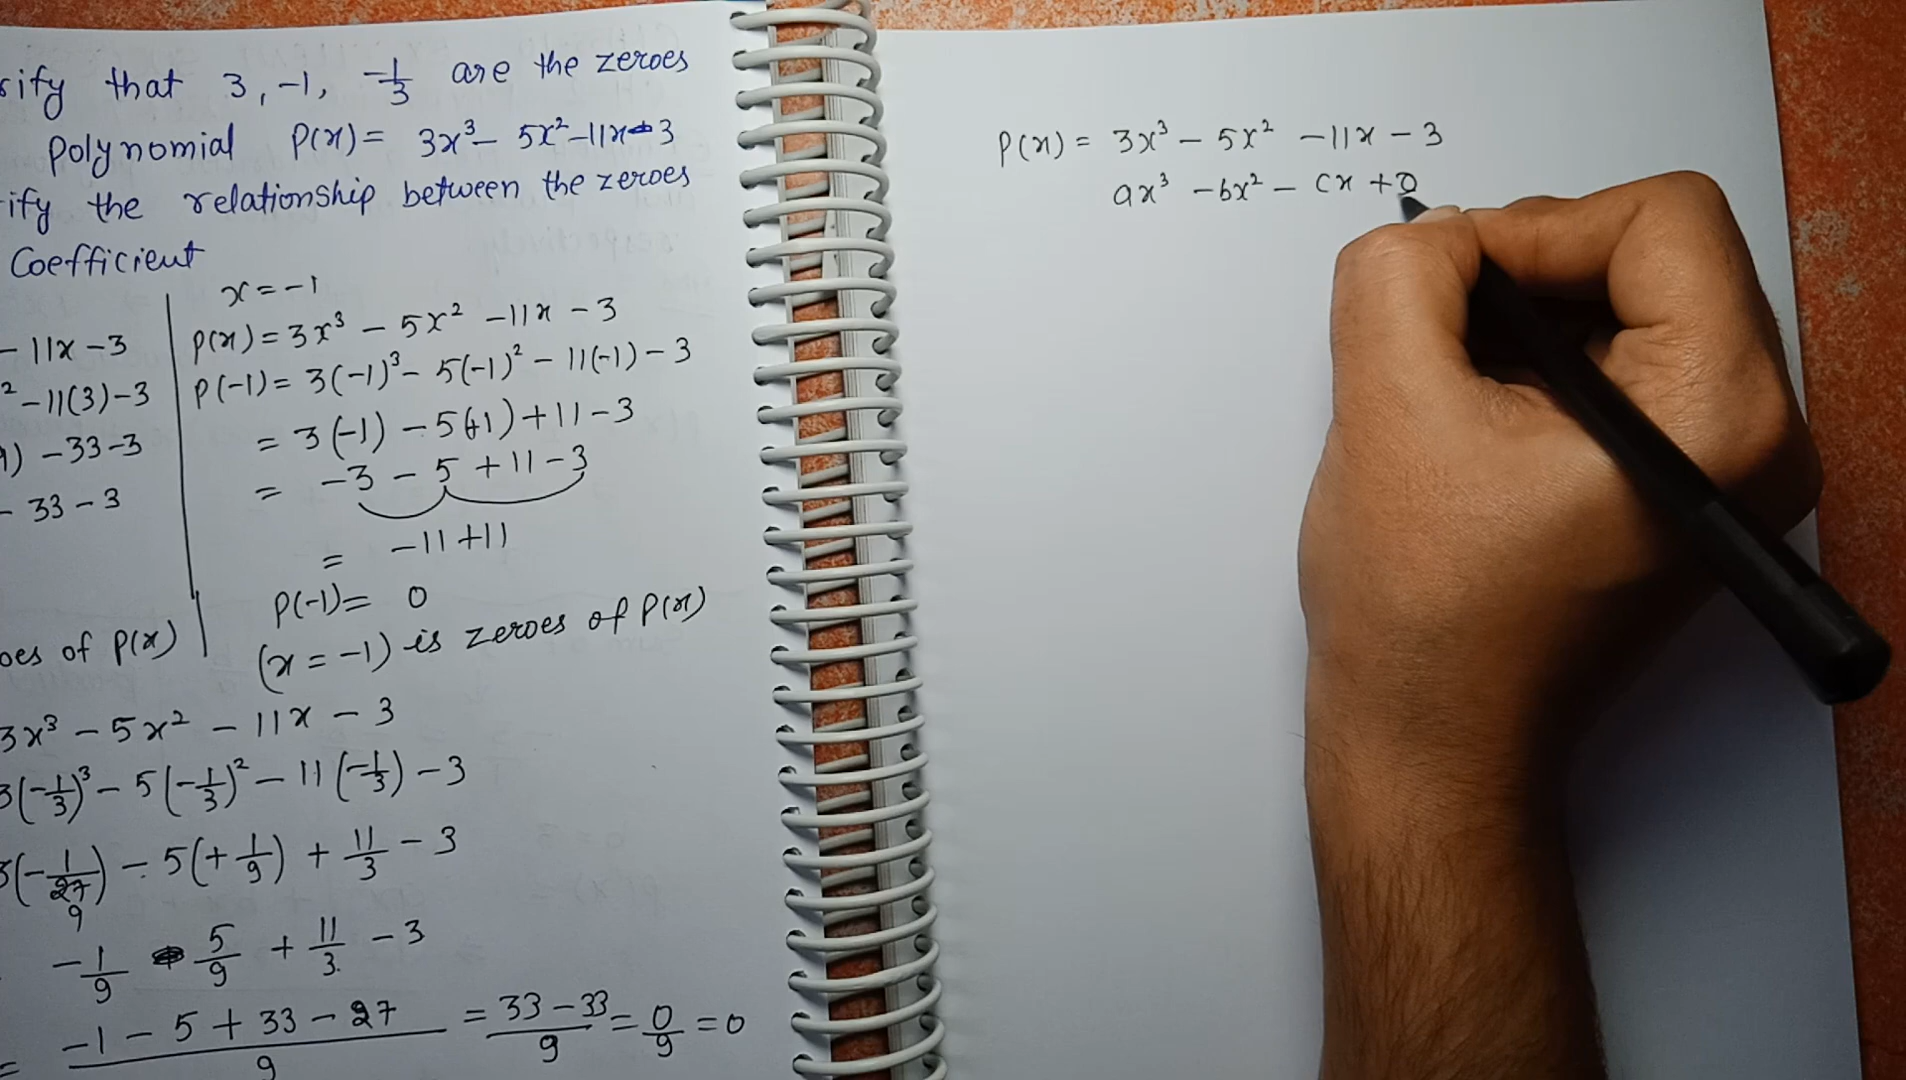 that 3, -1, -1/3 are the zeroes
Polynomial P(x) = 3x³ - 5x² - 11x - 3
the relationship between the zeroes
Coefficient
- 11x - 3
² - 11(3) - 3
) - 33 - 3
- 33 - 3
oes of P(x)
x = -1
P(x) = 3x³ - 5x² - 11x - 3
P(-1) = 3(-1)³ - 5(-1)² - 11(-1) - 3
= 3(-1) - 5(+1) + 11 - 3
= -3 - 5 + 11 - 3
= -11 + 11
P(-1) = 0
(x = -1) is zeroes of P(x)
3x³ - 5x² - 11x - 3
3(-1/3)³ - 5(-1/3)² - 11(-1/3) - 3
3(-1/27) - 5(+1/9) + 11/3 - 3
9
-1/9 - 5/9 + 11/3 - 3
= (-1 - 5 + 33 - 27)/9 = (33 - 33)/9 = 0/9 = 0
P(x) = 3x³ - 5x² - 11x - 3
ax³ - bx² - cx + D